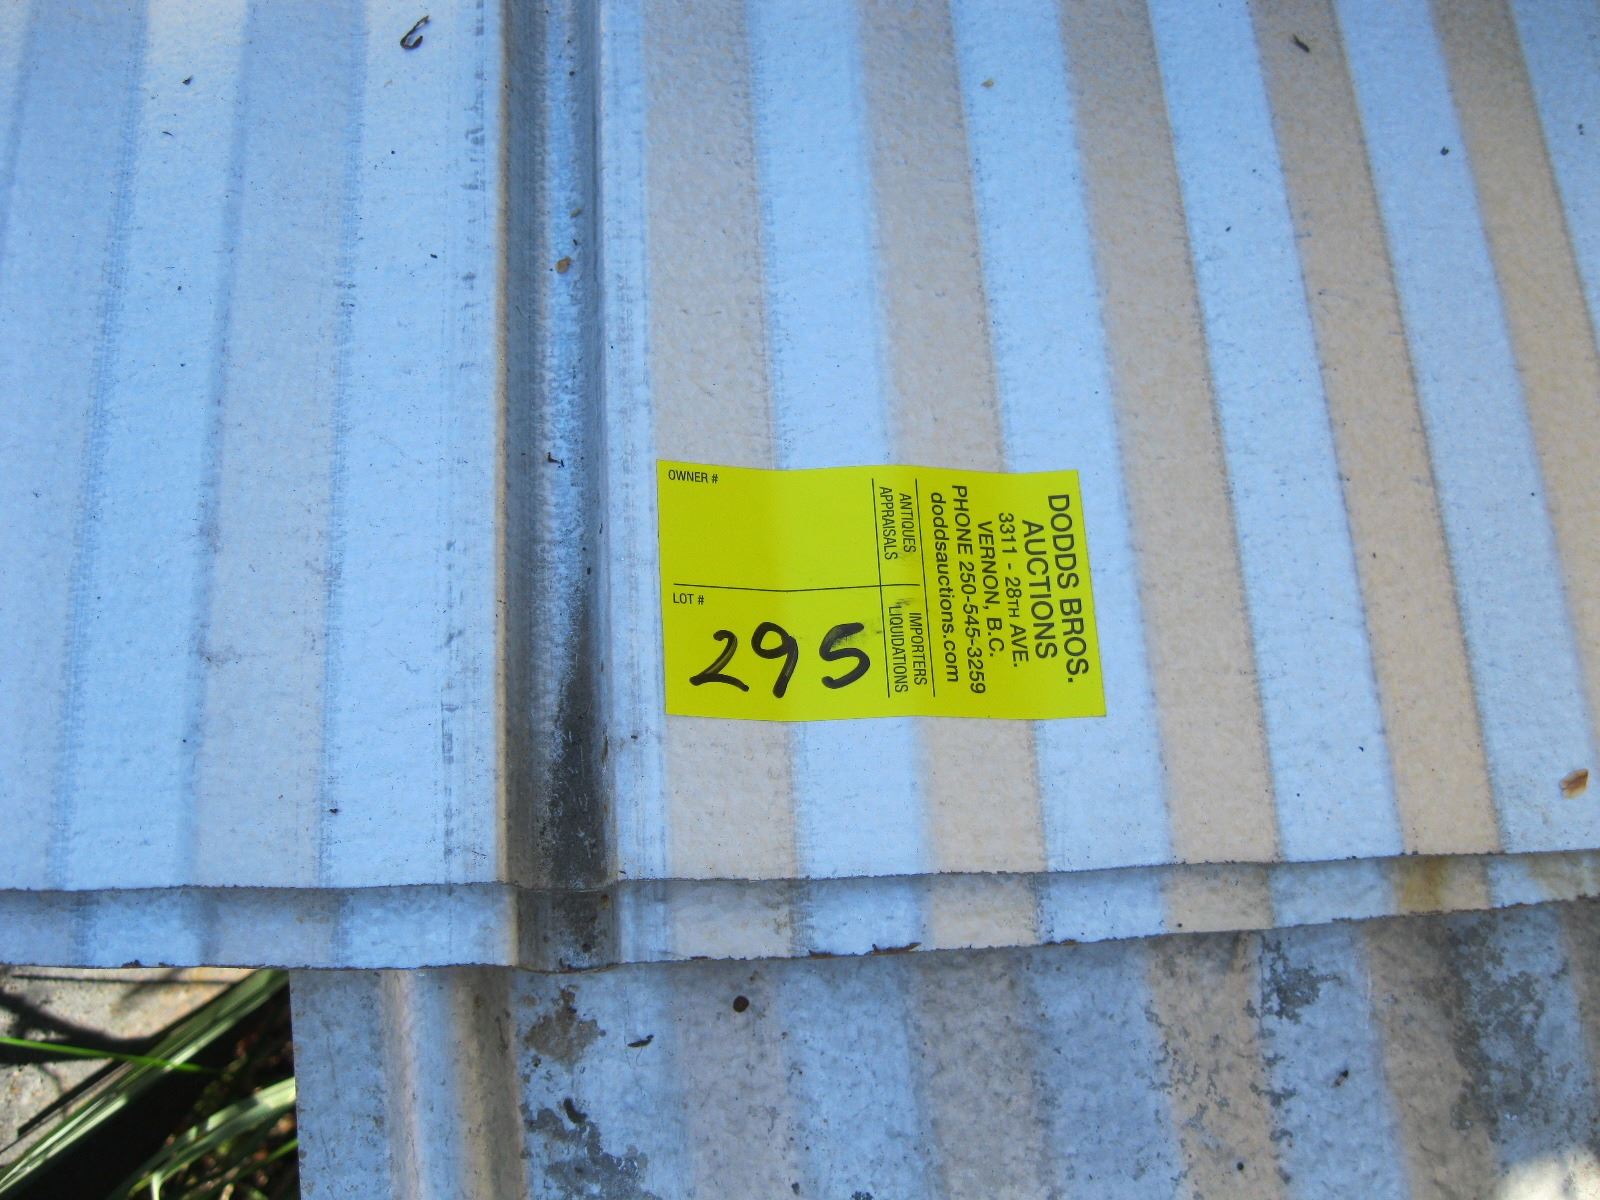 DODDS BROS.
AUCTIONS
3311 - 28TH AVE.
VERNON, B.C.
PHONE 250-545-3259
doddsauctions.com
ANTIQUES
APPRAISALS
IMPORTERS
LIQUIDATIONS
OWNER #
LOT #
295